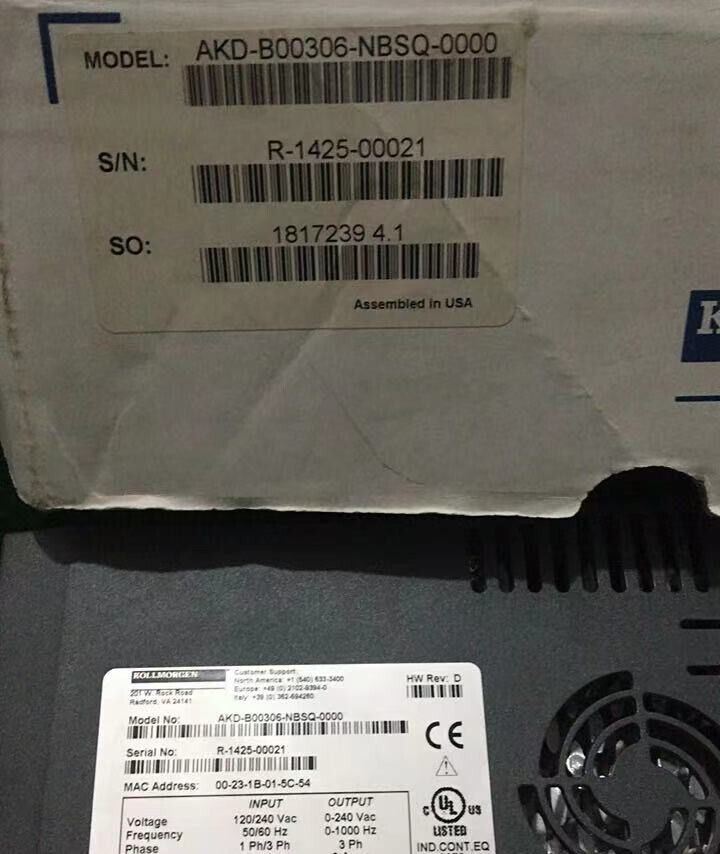 MODEL: AKD-B00306-NBSQ-0000
S/N: R-1425-00021
SO: 1817239 4.1
Assembled in USA
K
KOLLMORGEN
201 W. Rock Road
Radford, VA 24141
Customer Support:
North America: +1 (540) 633-3400
Europe: +49 (0) 2102-9394-0
Italy: +39 (0) 362-594260
HW Rev: D
Model No: AKD-B00306-NBSQ-0000
Serial No: R-1425-00021
MAC Address: 00-23-1B-01-5C-54
CE
INPUT OUTPUT
Voltage 120/240 Vac 0-240 Vac
Frequency 50/60 Hz 0-1000 Hz
Phase 1 Ph/3 Ph 3 Ph
C UL US
LISTED
IND.CONT.EQ